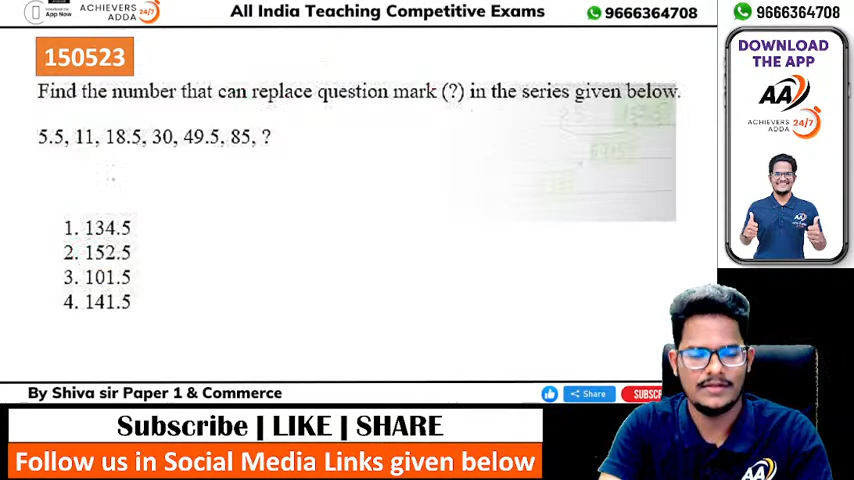 App Now
ACHIEVERS
ADDA 24/7
All India Teaching Competitive Exams
9666364708
9666364708
150523
Find the number that can replace question mark (?) in the series given below.
5.5, 11, 18.5, 30, 49.5, 85, ?
1. 134.5
2. 152.5
3. 101.5
4. 141.5
DOWNLOAD
THE APP
AA
ACHIEVERS
ADDA 24/7
AA
By Shiva sir Paper 1 & Commerce
Share
SUBSC
Subscribe | LIKE | SHARE
Follow us in Social Media Links given below
AA